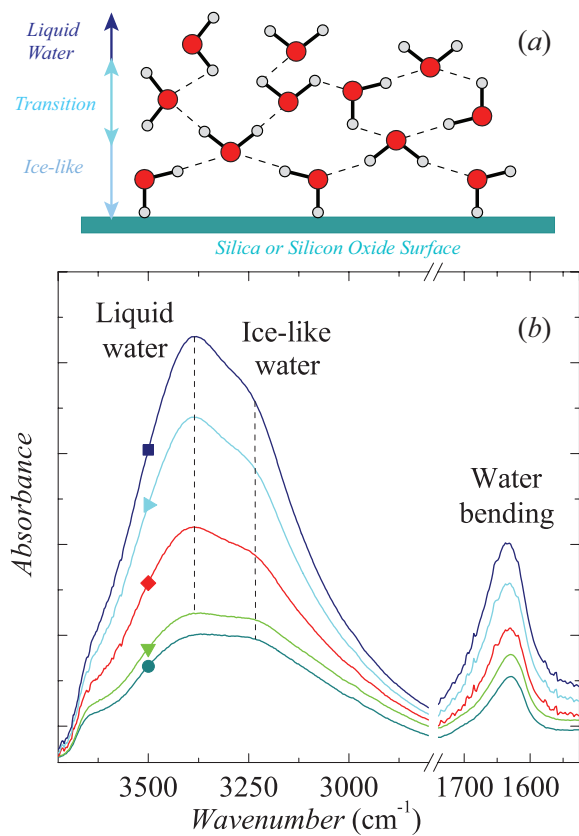 Liquid
Water
(a)
Transition
Ice-like
Silica or Silicon Oxide Surface
(b)
Liquid
water
Ice-like
water
Water
bending
Absorbance
3500
3250
3000
1700
1600
Wavenumber (cm⁻¹)